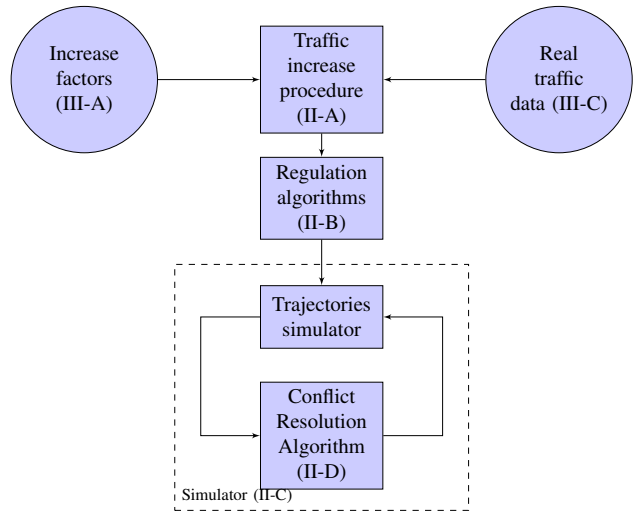 Increase
factors
(III-A)
Traffic
increase
procedure
(II-A)
Real
traffic
data (III-C)
Regulation
algorithms
(II-B)
Trajectories
simulator
Conflict
Resolution
Algorithm
(II-D)
Simulator (II-C)